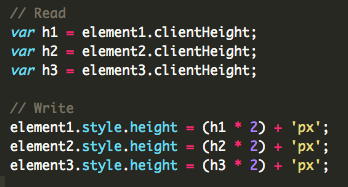 // Read
var h1 = element1.clientHeight;
var h2 = element2.clientHeight;
var h3 = element3.clientHeight;
// Write
element1.style.height = (h1 * 2) + 'px';
element2.style.height = (h2 * 2) + 'px';
element3.style.height = (h3 * 2) + 'px';